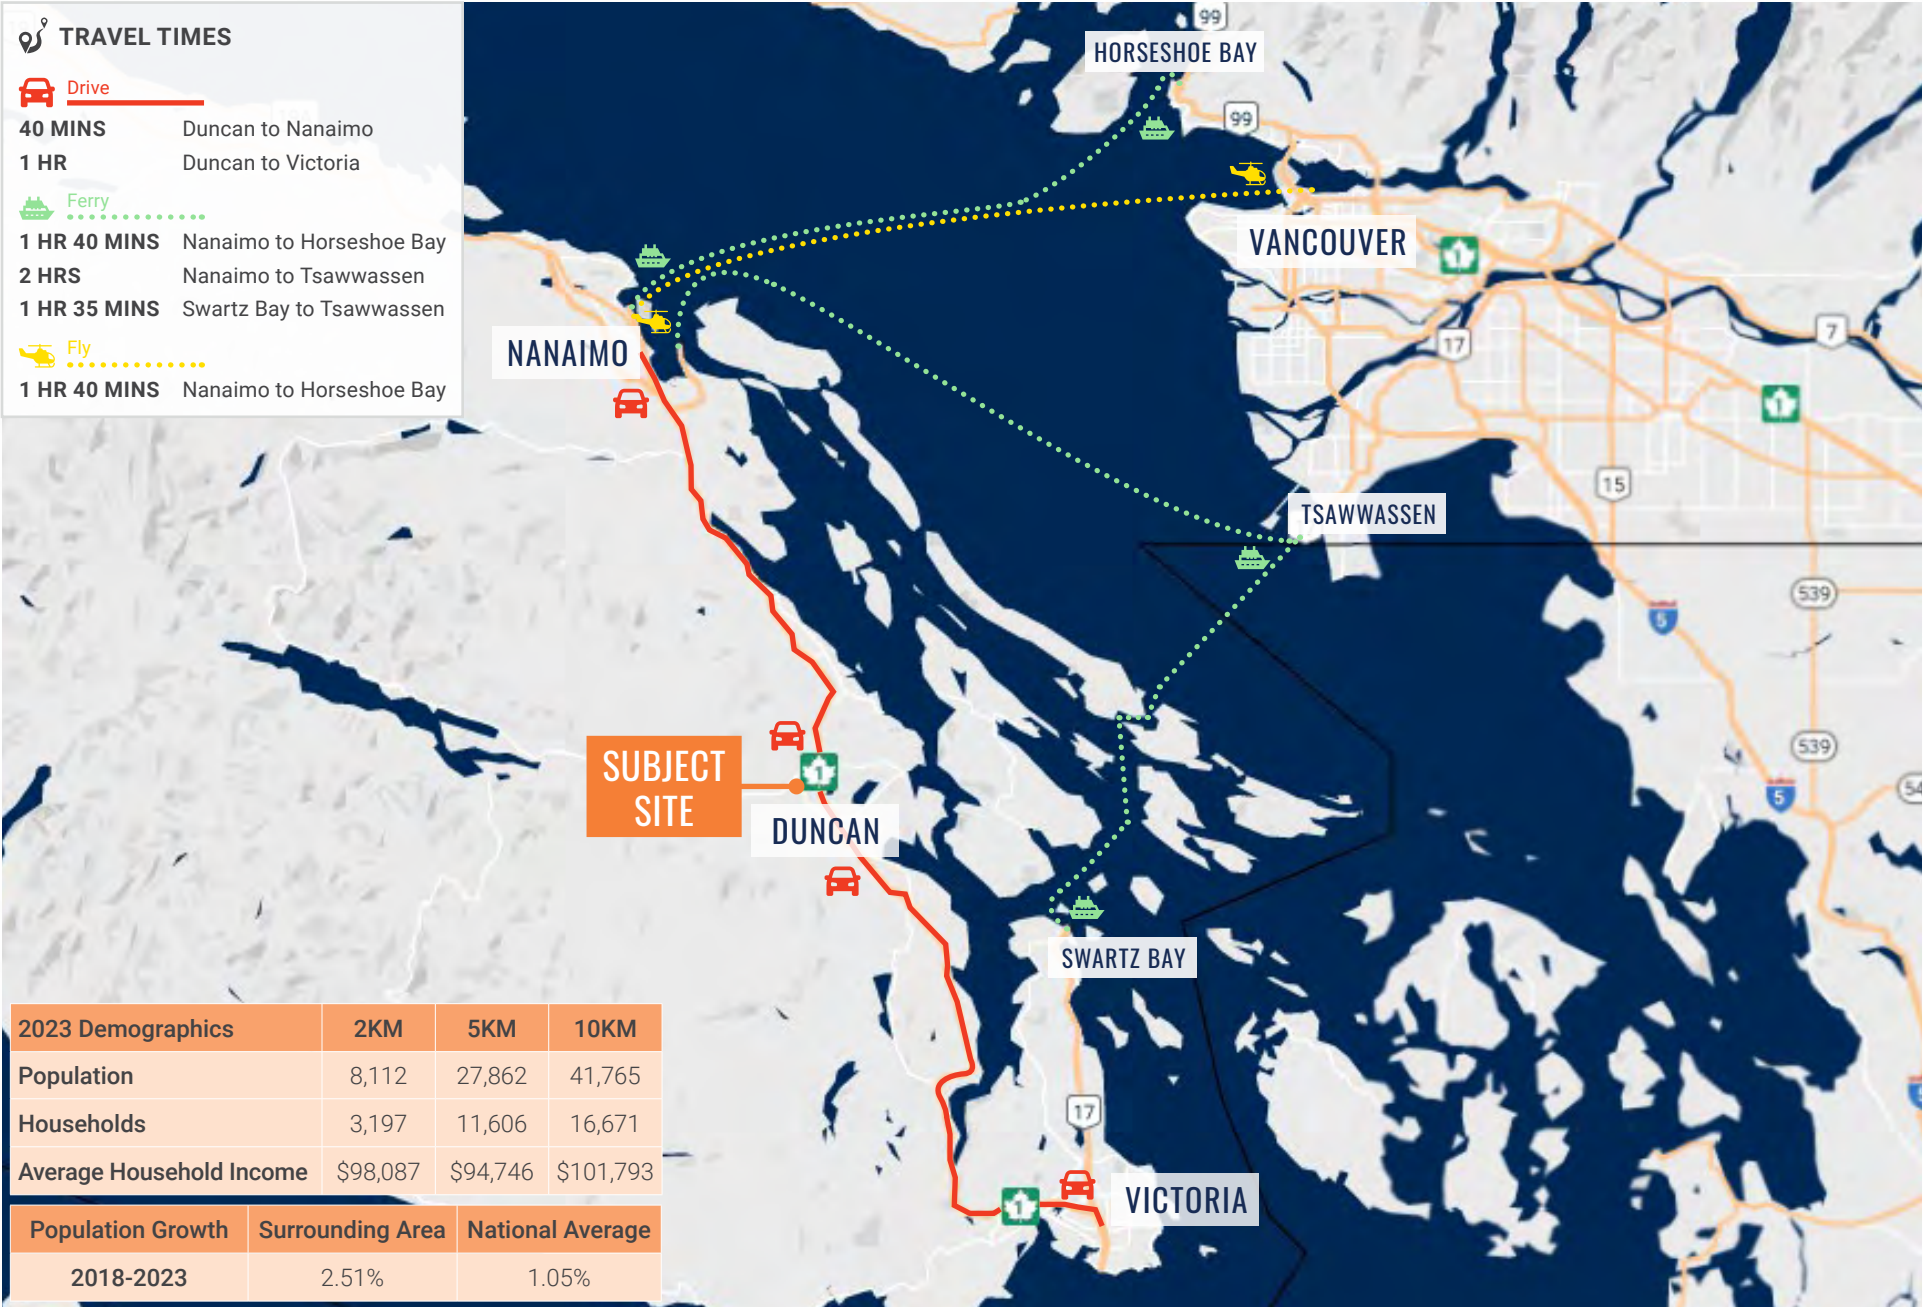 TRAVEL TIMES
Drive
40 MINS Duncan to Nanaimo
1 HR Duncan to Victoria
Ferry
1 HR 40 MINS Nanaimo to Horseshoe Bay
2 HRS Nanaimo to Tsawwassen
1 HR 35 MINS Swartz Bay to Tsawwassen
Fly
1 HR 40 MINS Nanaimo to Horseshoe Bay
99
HORSESHOE BAY
99
VANCOUVER
1
7
17
NANAIMO
1
15
TSAWWASSEN
539
5
539
5
54
SUBJECT
SITE
1
DUNCAN
SWARTZ BAY
17
5
1
VICTORIA
2023 Demographics 2KM 5KM 10KM
Population 8,112 27,862 41,765
Households 3,197 11,606 16,671
Average Household Income $98,087 $94,746 $101,793
Population Growth Surrounding Area National Average
2018-2023 2.51% 1.05%